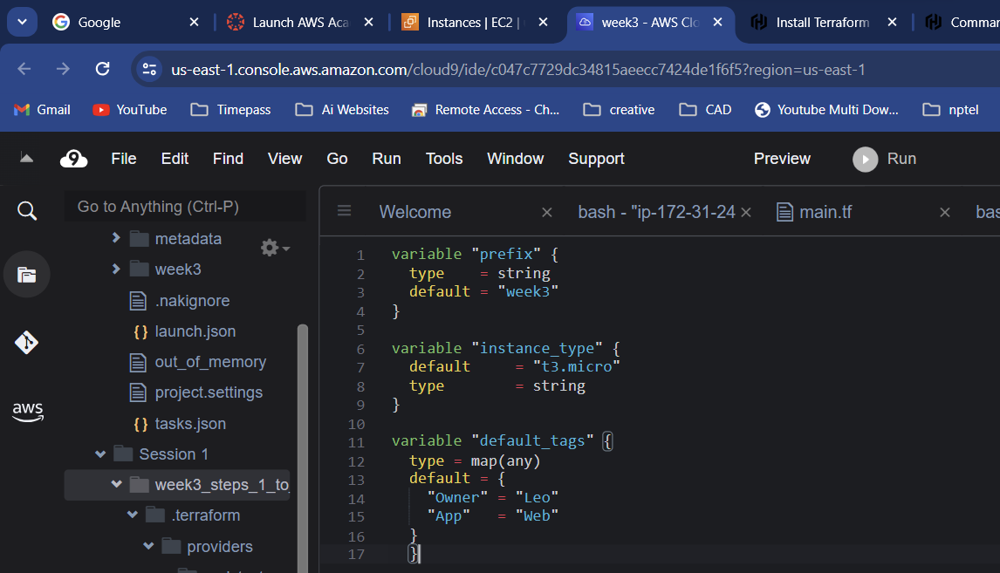 Google
Launch AWS Aca
Instances | EC2 |
week3 - AWS Clo
Install Terraform
Comman
us-east-1.console.aws.amazon.com/cloud9/ide/c047c7729dc34815aeecc7424de1f6f5?region=us-east-1
Gmail
YouTube
Timepass
Ai Websites
Remote Access - Ch...
creative
CAD
Youtube Multi Dow...
nptel
9
File Edit Find View Go Run Tools Window Support Preview Run
Go to Anything (Ctrl-P)
metadata
week3
.nakignore
{} launch.json
out_of_memory
project.settings
{} tasks.json
Session 1
week3_steps_1_to_
.terraform
providers
aws
Welcome
bash - "ip-172-31-24
main.tf
bas
1 variable "prefix" {
2 type = string
3 default = "week3"
4 }
5
6 variable "instance_type" {
7 default = "t3.micro"
8 type = string
9 }
10
11 variable "default_tags" {
12 type = map(any)
13 default = {
14 "Owner" = "Leo"
15 "App" = "Web"
16 }
17 }